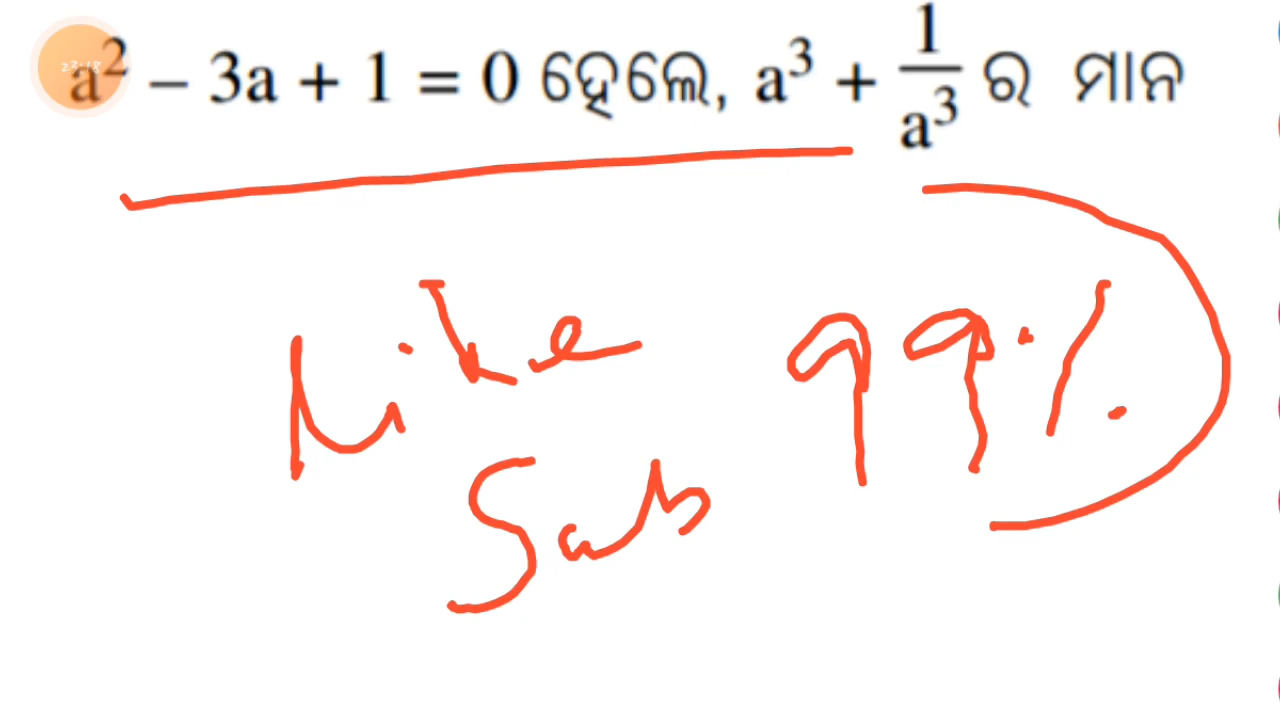 a² − 3a + 1 = 0 ହେଲେ, a³ + 1/a³ ର ମାନ
Like 99%
Sub